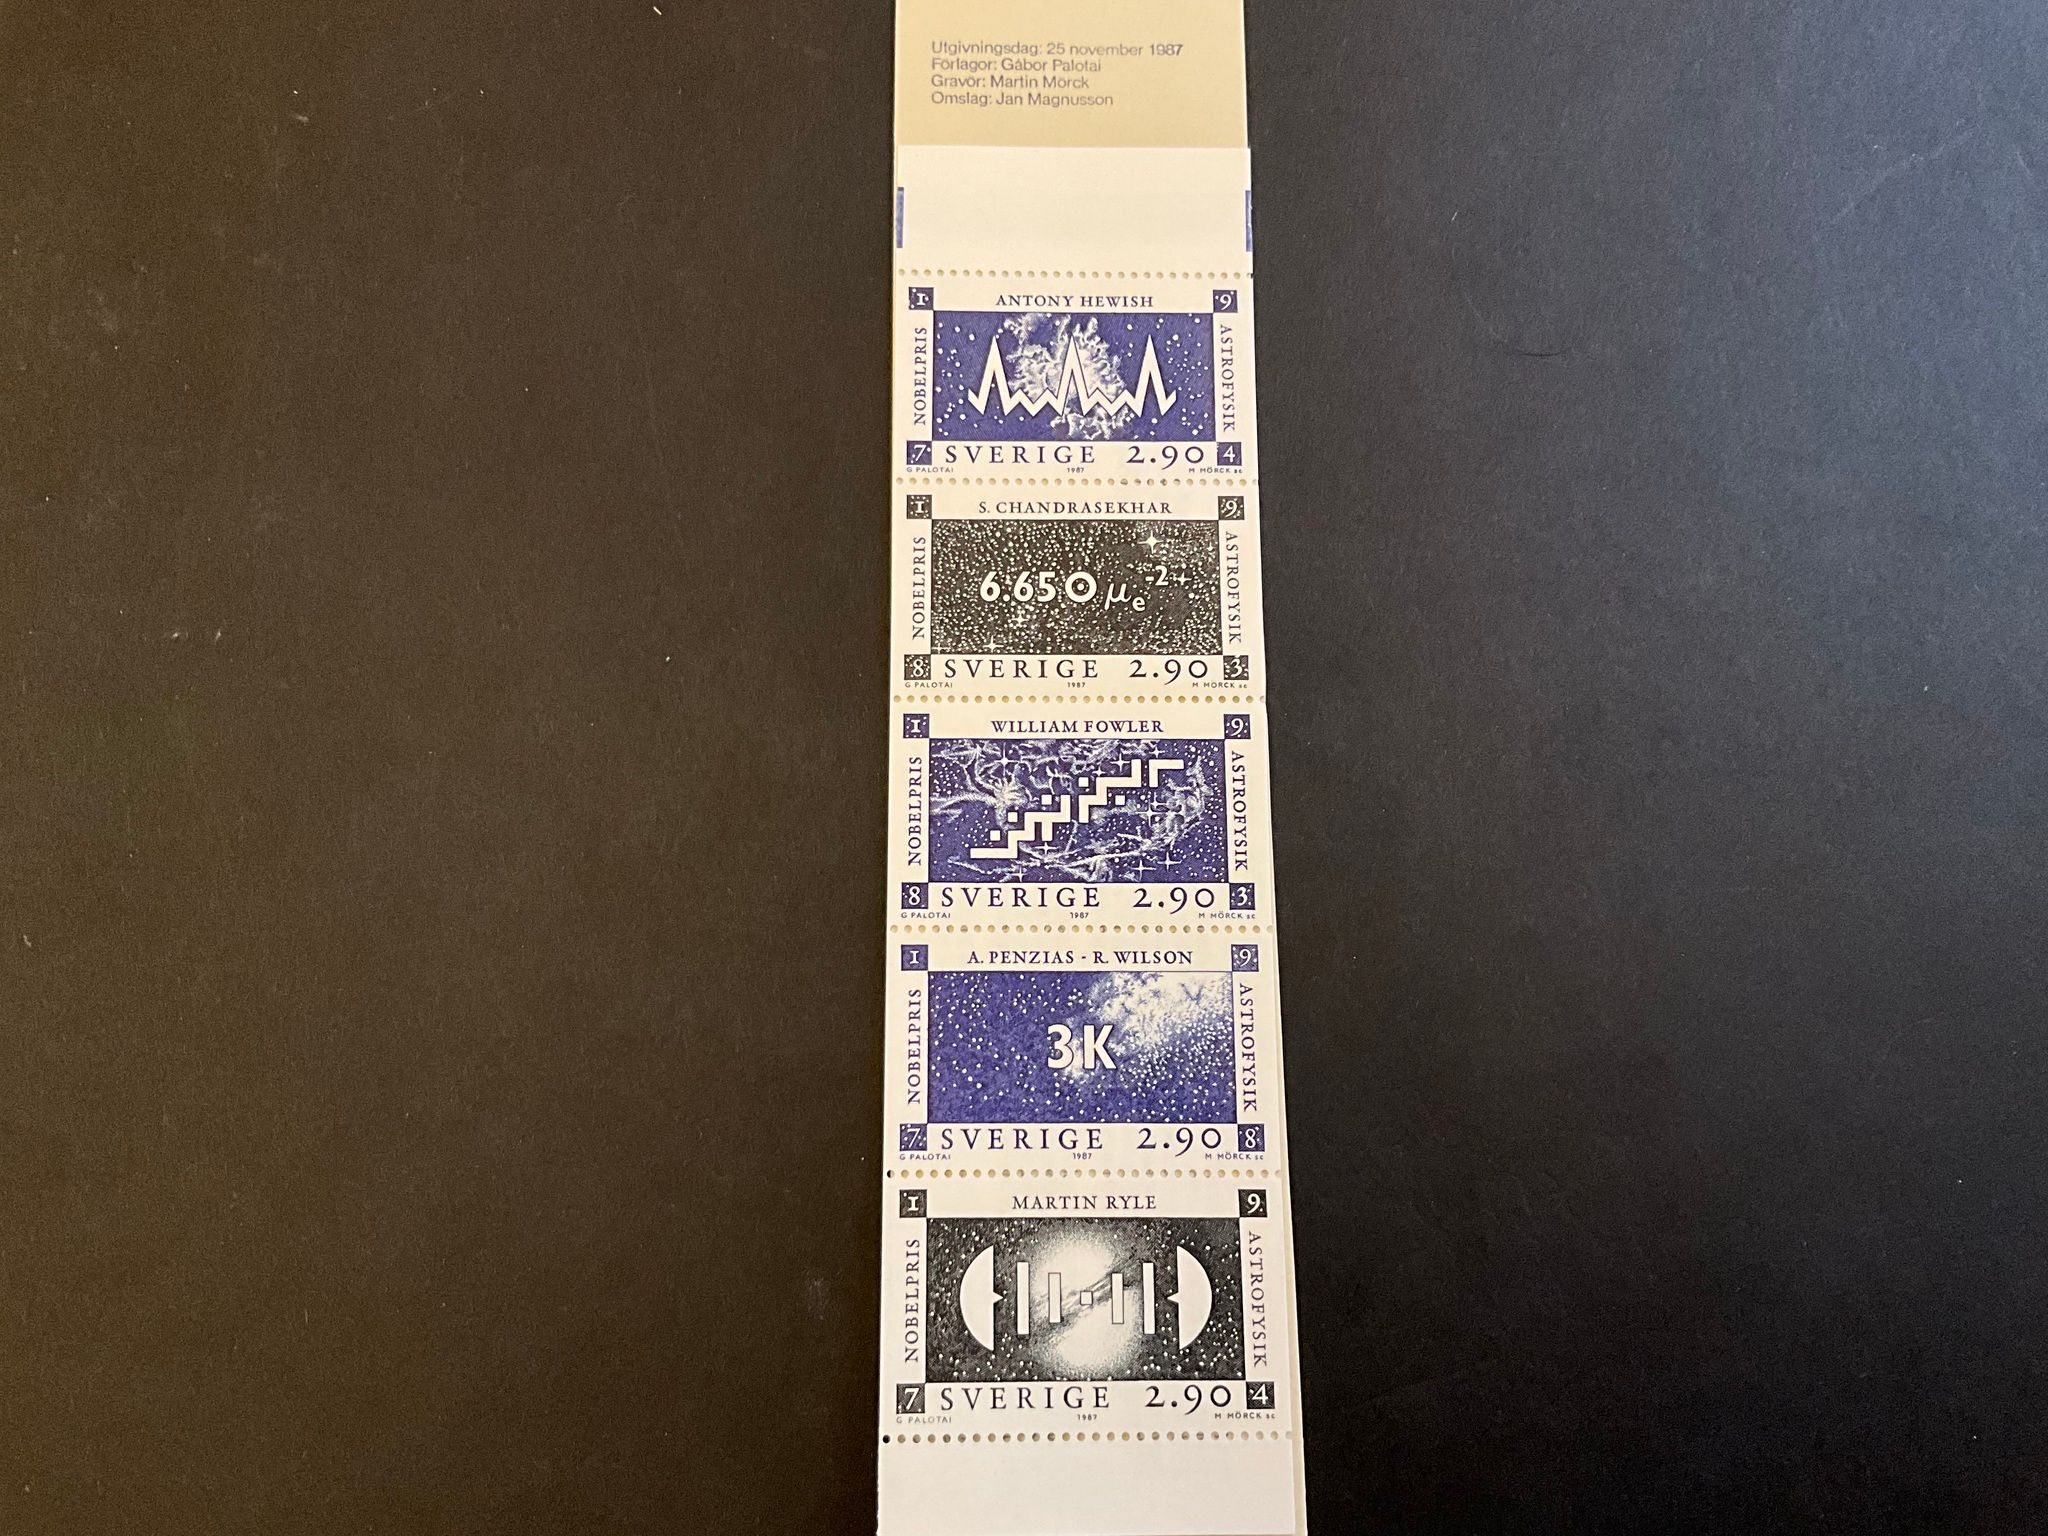 Utgivningsdag: 25 november 1987
Förlagor: Gábor Palotai
Gravör: Martin Mörck
Omslag: Jan Magnusson
1 ANTONY HEWISH 9
NOBELPRIS
ASTROFYSIK
7 SVERIGE 2.90 4
G PALOTAI 1987 M MÖRCK sc
1 S. CHANDRASEKHAR 9
NOBELPRIS
6.65⊙ μe-2
ASTROFYSIK
8 SVERIGE 2.90 3
G PALOTAI 1987 M MÖRCK sc
1 WILLIAM FOWLER 9
NOBELPRIS
ASTROFYSIK
8 SVERIGE 2.90 3
G PALOTAI 1987 M MÖRCK sc
1 A. PENZIAS - R. WILSON 9
NOBELPRIS
3K
ASTROFYSIK
7 SVERIGE 2.90 8
G PALOTAI 1987 M MÖRCK sc
1 MARTIN RYLE 9
NOBELPRIS
ASTROFYSIK
7 SVERIGE 2.90 4
G PALOTAI 1987 M MÖRCK sc